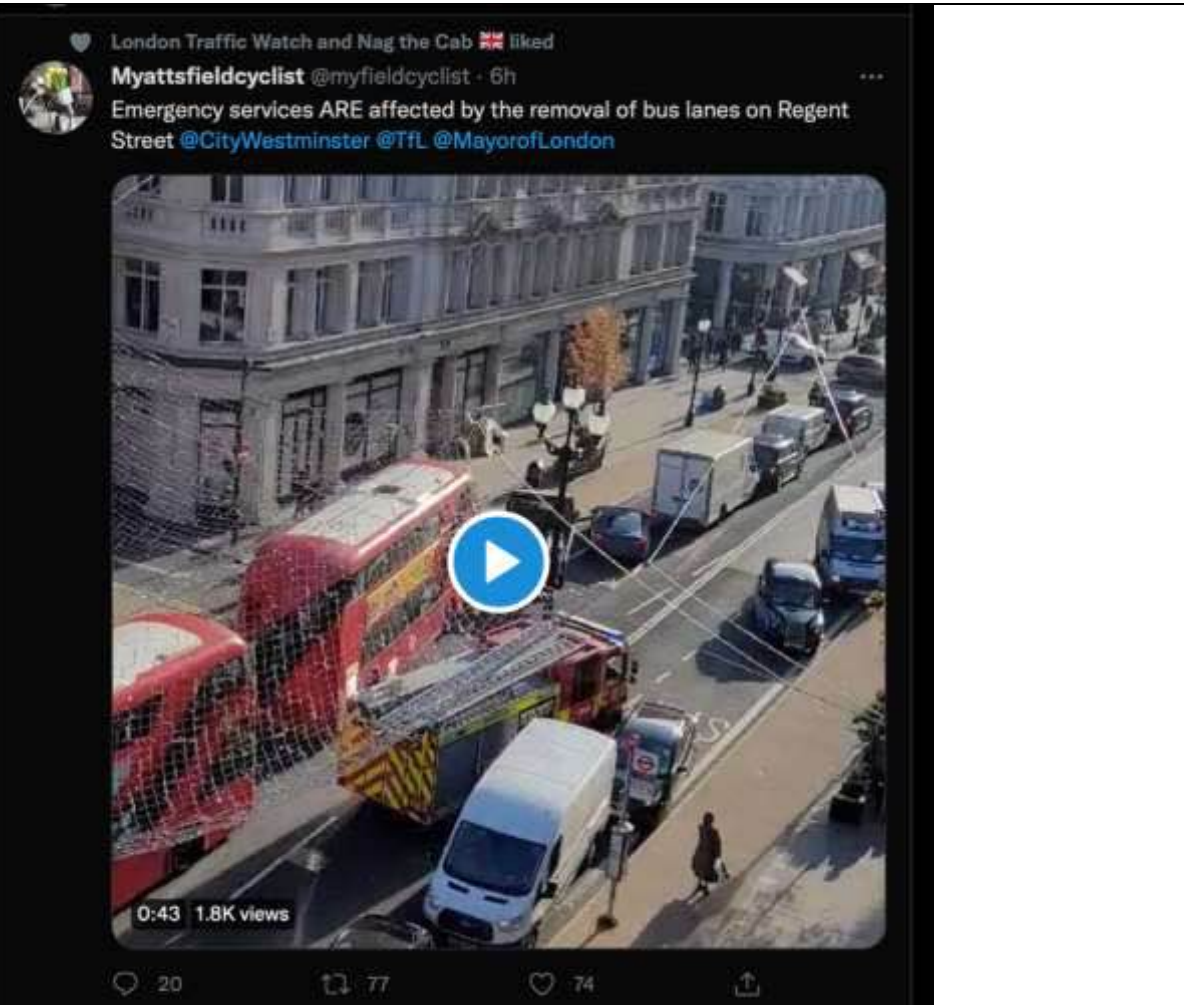 London Traffic Watch and Nag the Cab 🇬🇧 liked
Myattsfieldcyclist @myfieldcyclist · 6h
Emergency services ARE affected by the removal of bus lanes on Regent
Street @CityWestminster @TfL @MayorofLondon
0:43 1.8K views
20 77 74